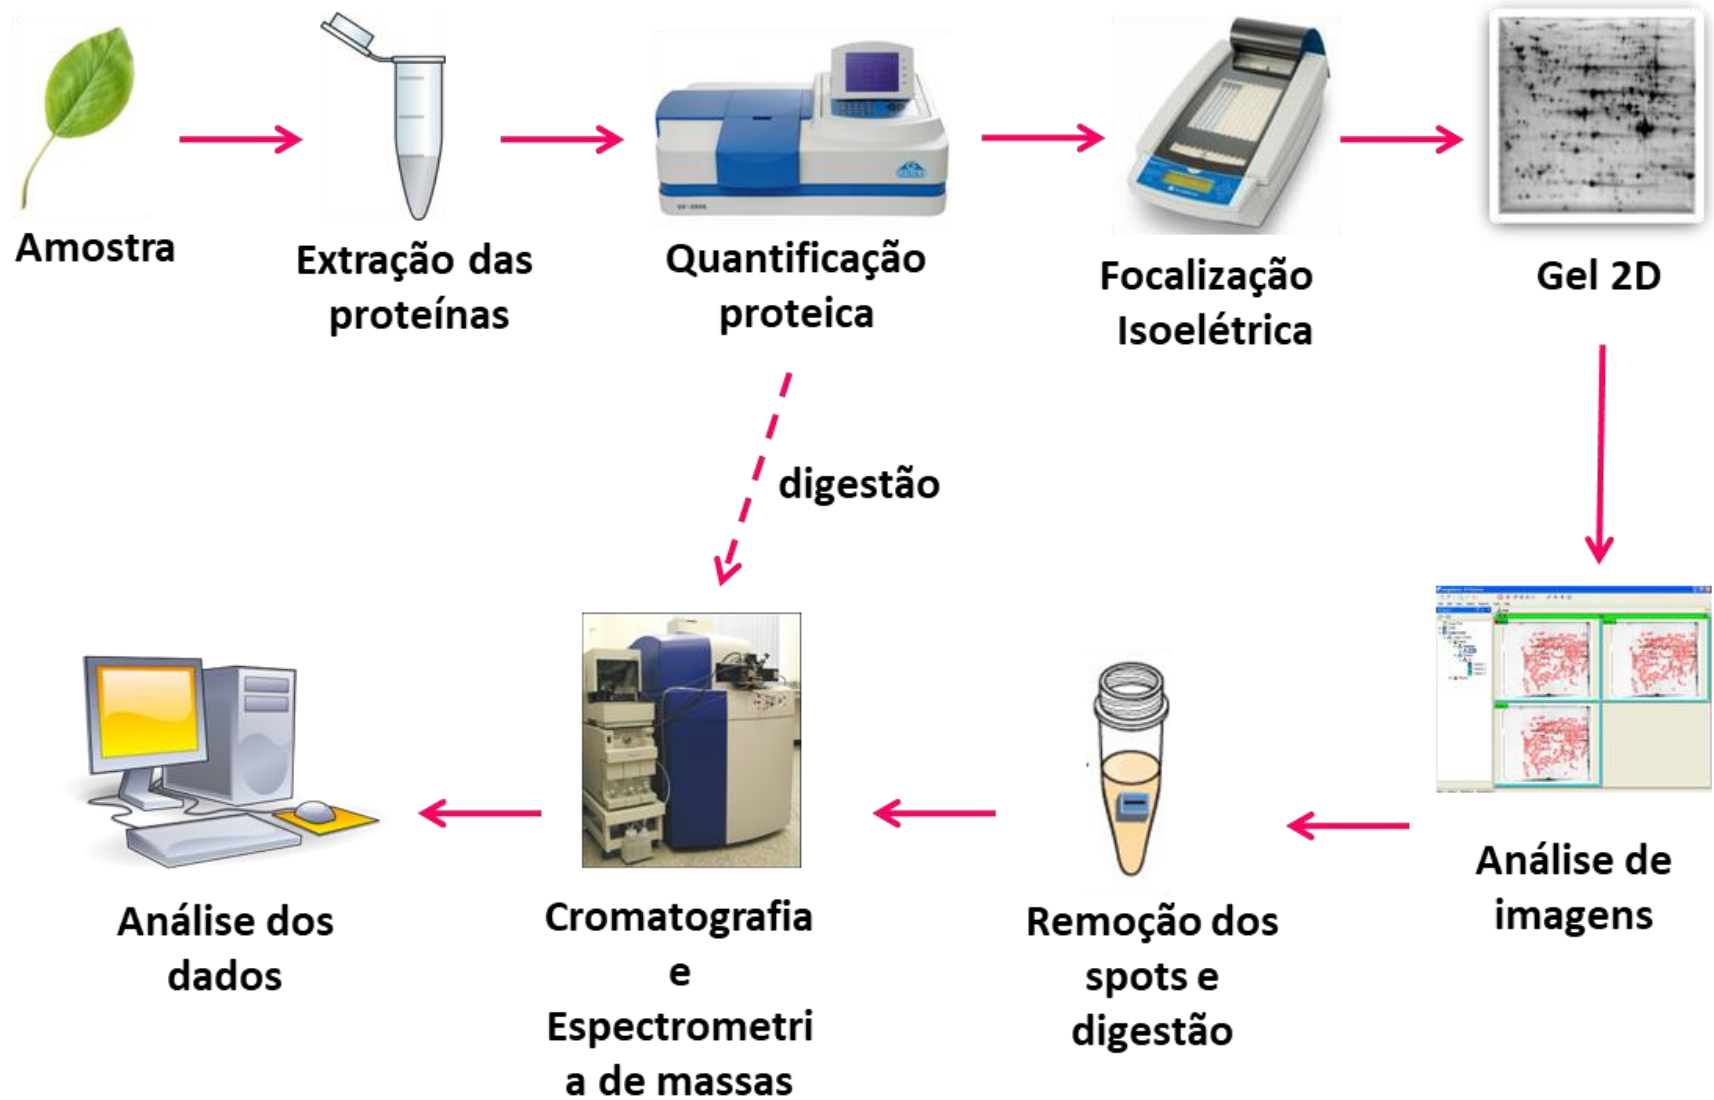 Amostra
Extração das
proteínas
Quantificação
proteica
Focalização
Isoelétrica
Gel 2D
digestão
Análise de
imagens
Remoção dos
spots e
digestão
Cromatografia
e
Espectrometri
a de massas
Análise dos
dados